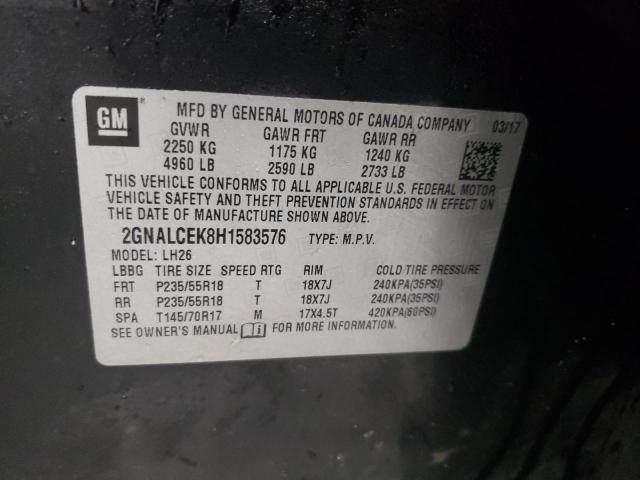 GM ® MFD BY GENERAL MOTORS OF CANADA COMPANY 03/17
GVWR GAWR FRT GAWR RR
2250 KG 1175 KG 1240 KG
4960 LB 2590 LB 2733 LB
THIS VEHICLE CONFORMS TO ALL APPLICABLE U.S. FEDERAL MOTOR
VEHICLE SAFETY AND THEFT PREVENTION STANDARDS IN EFFECT ON
THE DATE OF MANUFACTURE SHOWN ABOVE.
2GNALCEK8H1583576 TYPE: M.P.V.
MODEL: LH26
LBBG TIRE SIZE SPEED RTG RIM COLD TIRE PRESSURE
FRT P235/55R18 T 18X7J 240KPA(35PSI)
RR P235/55R18 T 18X7J 240KPA(35PSI)
SPA T145/70R17 M 17X4.5T 420KPA(60PSI)
SEE OWNER'S MANUAL FOR MORE INFORMATION.